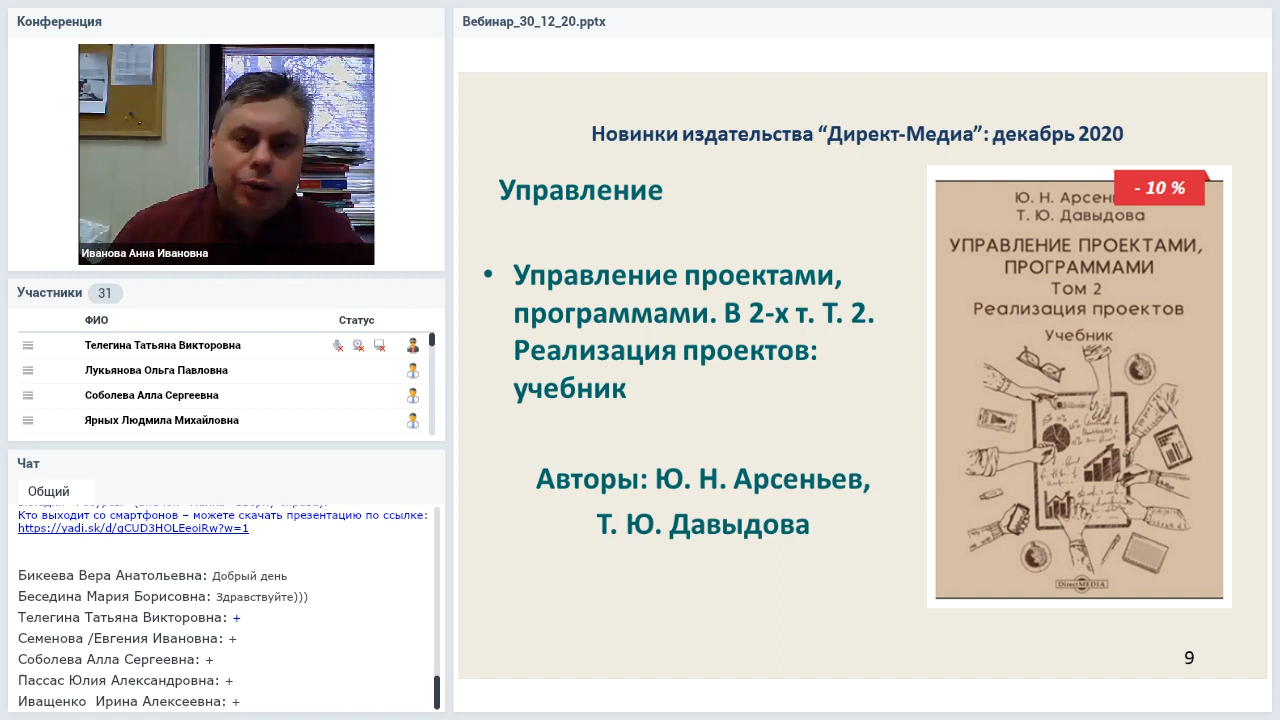 Конференция
Иванова Анна Ивановна
Участники 31
ФИО Статус
Телегина Татьяна Викторовна
Лукьянова Ольга Павловна
Соболева Алла Сергеевна
Ярных Людмила Михайловна
Чат
Общий
Кто выходит со смартфонов – можете скачать презентацию по ссылке:
https://yadi.sk/d/gCUD3HOLEeoiRw?w=1
Бикеева Вера Анатольевна: Добрый день
Беседина Мария Борисовна: Здравствуйте)))
Телегина Татьяна Викторовна: +
Семенова /Евгения Ивановна: +
Соболева Алла Сергеевна: +
Пассас Юлия Александровна: +
Иващенко Ирина Алексеевна: +
Вебинар_30_12_20.pptx
Новинки издательства “Директ-Медиа”: декабрь 2020
Управление
• Управление проектами,
программами. В 2-х т. Т. 2.
Реализация проектов:
учебник
Авторы: Ю. Н. Арсеньев,
Т. Ю. Давыдова
- 10 %
Ю. Н.
Т. Ю. Давыдова
УПРАВЛЕНИЕ ПРОЕКТАМИ,
ПРОГРАММАМИ
Том 2
Реализация проектов
Учебник
DirectMEDIA
9